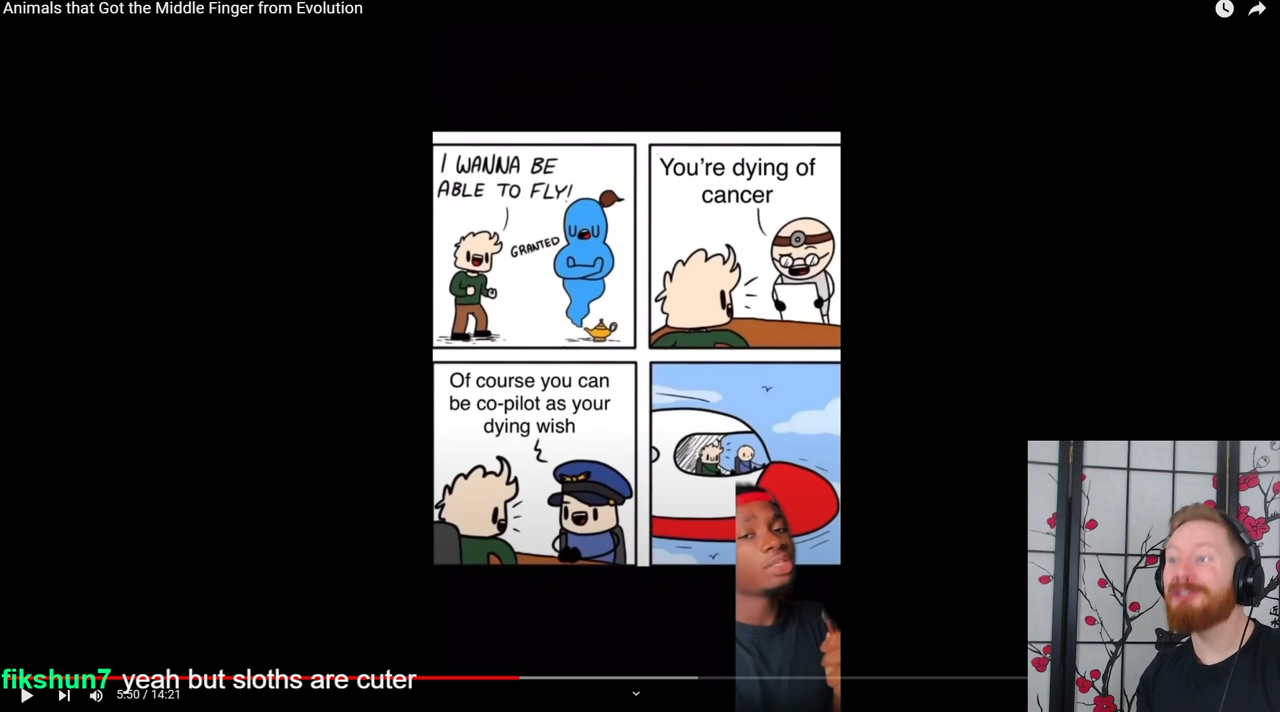 Animals that Got the Middle Finger from Evolution
I WANNA BE
ABLE TO FLY!
GRANTED
You're dying of
cancer
Of course you can
be co-pilot as your
dying wish
fikshun7 yeah but sloths are cuter
5:50 / 14:21